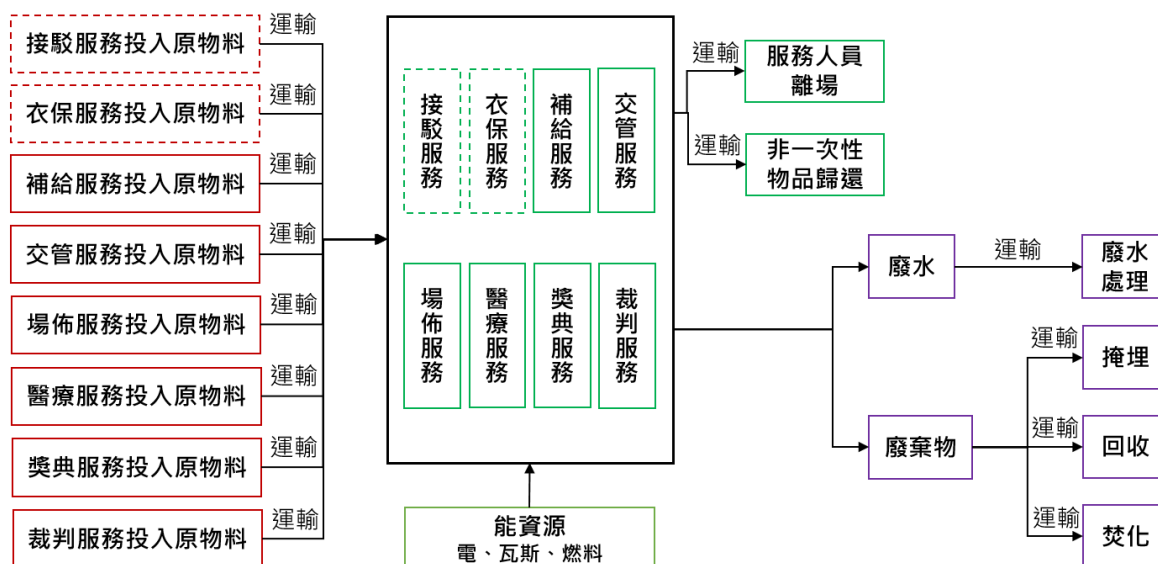 接駁服務投入原物料
運輸
衣保服務投入原物料
運輸
補給服務投入原物料
運輸
交管服務投入原物料
運輸
場佈服務投入原物料
運輸
醫療服務投入原物料
運輸
獎典服務投入原物料
運輸
裁判服務投入原物料
運輸
接駁服務
衣保服務
補給服務
交管服務
場佈服務
醫療服務
獎典服務
裁判服務
能資源
電、瓦斯、燃料
運輸
服務人員
離場
運輸
非一次性
物品歸還
廢水
運輸
廢水
處理
廢棄物
運輸
掩埋
運輸
回收
運輸
焚化